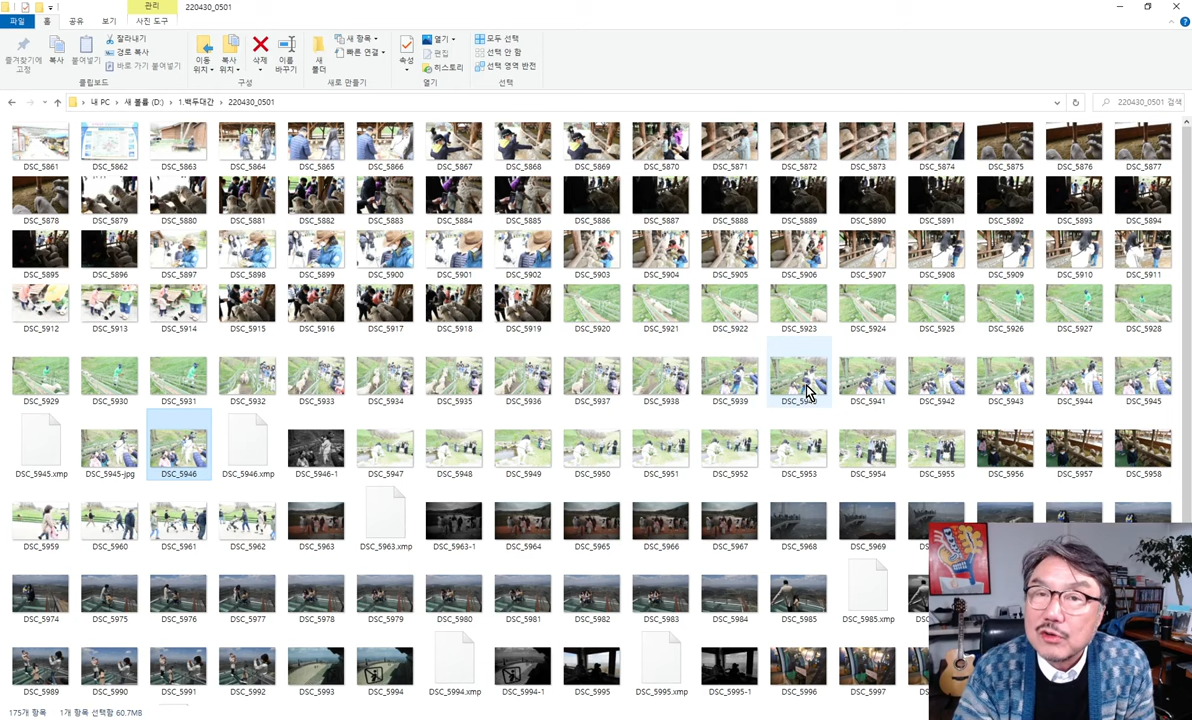 관리
220430_0501
파일
홈
공유
보기
사진 도구
즐겨찾기에
고정
복사
붙여넣기
잘라내기
경로 복사
바로 가기 붙여넣기
클립보드
이동
위치
복사
위치
삭제
이름
바꾸기
구성
새
폴더
새 항목
빠른 연결
새로 만들기
속성
열기
편집
히스토리
열기
모두 선택
선택 안 함
선택 영역 반전
선택
내 PC > 새 볼륨 (D:) > 1.백두대간 > 220430_0501
220430_0501 검색
DSC_5861 DSC_5862 DSC_5863 DSC_5864 DSC_5865 DSC_5866 DSC_5867 DSC_5868 DSC_5869 DSC_5870 DSC_5871 DSC_5872 DSC_5873 DSC_5874 DSC_5875 DSC_5876 DSC_5877
DSC_5878 DSC_5879 DSC_5880 DSC_5881 DSC_5882 DSC_5883 DSC_5884 DSC_5885 DSC_5886 DSC_5887 DSC_5888 DSC_5889 DSC_5890 DSC_5891 DSC_5892 DSC_5893 DSC_5894
DSC_5895 DSC_5896 DSC_5897 DSC_5898 DSC_5899 DSC_5900 DSC_5901 DSC_5902 DSC_5903 DSC_5904 DSC_5905 DSC_5906 DSC_5907 DSC_5908 DSC_5909 DSC_5910 DSC_5911
DSC_5912 DSC_5913 DSC_5914 DSC_5915 DSC_5916 DSC_5917 DSC_5918 DSC_5919 DSC_5920 DSC_5921 DSC_5922 DSC_5923 DSC_5924 DSC_5925 DSC_5926 DSC_5927 DSC_5928
DSC_5929 DSC_5930 DSC_5931 DSC_5932 DSC_5933 DSC_5934 DSC_5935 DSC_5936 DSC_5937 DSC_5938 DSC_5939 DSC_5941 DSC_5942 DSC_5943 DSC_5944 DSC_5945
DSC_5945.xmp DSC_5945-jpg DSC_5946 DSC_5946.xmp DSC_5946-1 DSC_5947 DSC_5948 DSC_5949 DSC_5950 DSC_5951 DSC_5952 DSC_5953 DSC_5954 DSC_5955 DSC_5956 DSC_5957 DSC_5958
DSC_5959 DSC_5960 DSC_5961 DSC_5962 DSC_5963 DSC_5963.xmp DSC_5963-1 DSC_5964 DSC_5965 DSC_5966 DSC_5967 DSC_5968 DSC_5969
DSC_5974 DSC_5975 DSC_5976 DSC_5977 DSC_5978 DSC_5979 DSC_5980 DSC_5981 DSC_5982 DSC_5983 DSC_5984 DSC_5985 DSC_5985.xmp
DSC_5989 DSC_5990 DSC_5991 DSC_5992 DSC_5993 DSC_5994 DSC_5994.xmp DSC_5994-1 DSC_5995 DSC_5995.xmp DSC_5995-1 DSC_5996 DSC_5997
175개 항목 1개 항목 선택함 60.7MB